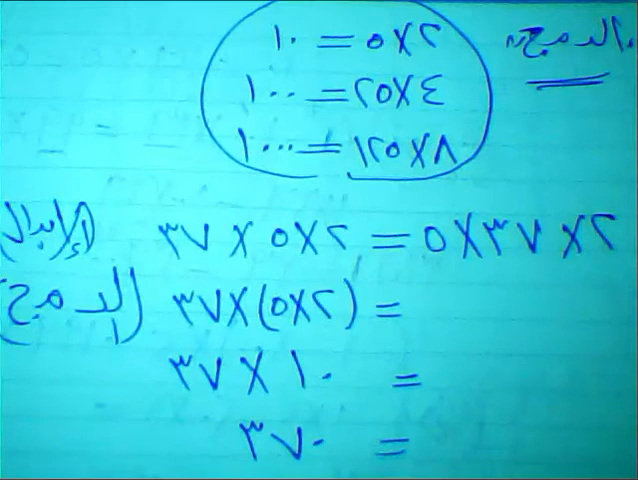 الدمج
٢×٥ = ١٠
٤×٢٥ = ١٠٠
٨×١٢٥ = ١٠٠٠
٢×٣٧×٥ = ٢×٥×٣٧ (الإبدال)
= (٢×٥)×٣٧ (الدمج)
= ١٠×٣٧
= ٣٧٠